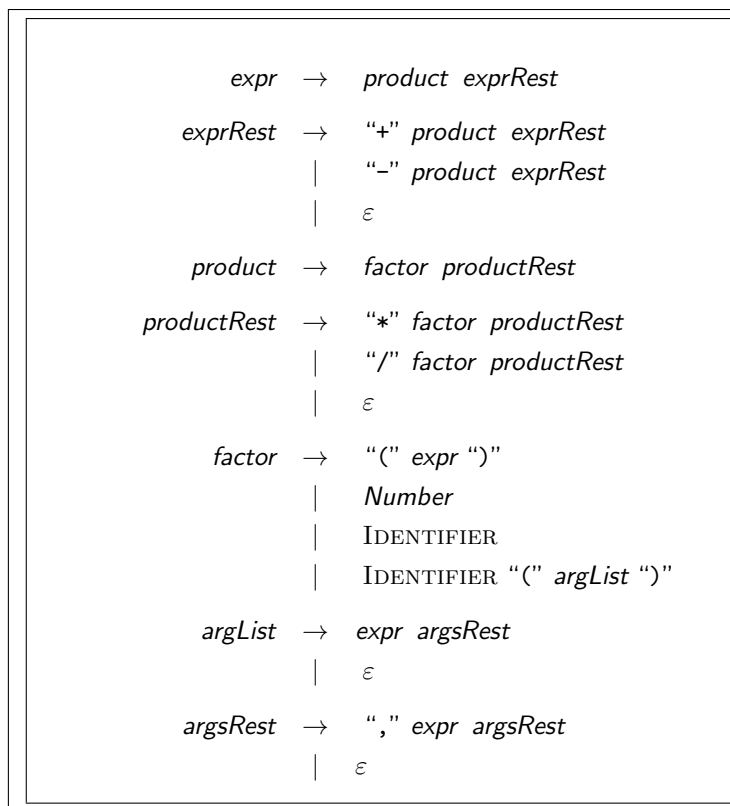 expr → product exprRest
exprRest → “+” product exprRest
| “-” product exprRest
| ε
product → factor productRest
productRest → “*” factor productRest
| “/” factor productRest
| ε
factor → “(” expr “)”
| Number
| IDENTIFIER
| IDENTIFIER “(” argList “)”
argList → expr argsRest
| ε
argsRest → “,” expr argsRest
| ε